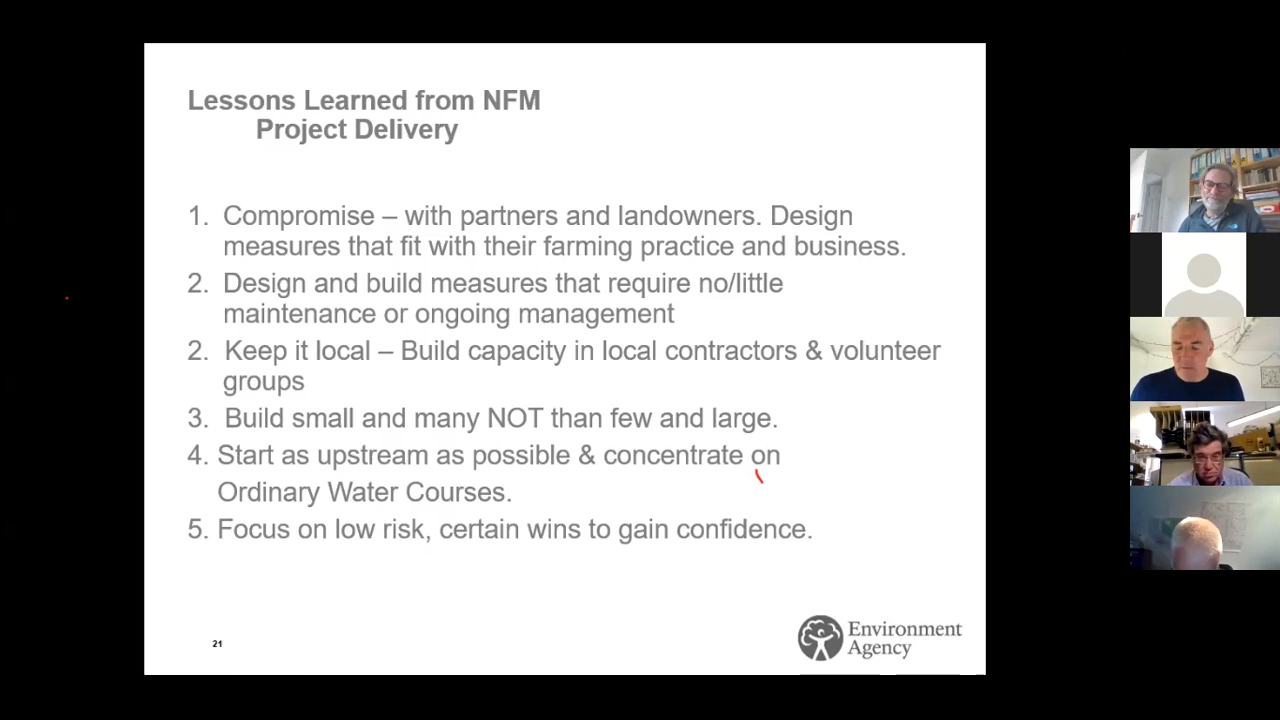 Lessons Learned from NFM
Project Delivery
1. Compromise – with partners and landowners. Design
measures that fit with their farming practice and business.
2. Design and build measures that require no/little
maintenance or ongoing management
2. Keep it local – Build capacity in local contractors & volunteer
groups
3. Build small and many NOT than few and large.
4. Start as upstream as possible & concentrate on
Ordinary Water Courses.
5. Focus on low risk, certain wins to gain confidence.
21
Environment
Agency